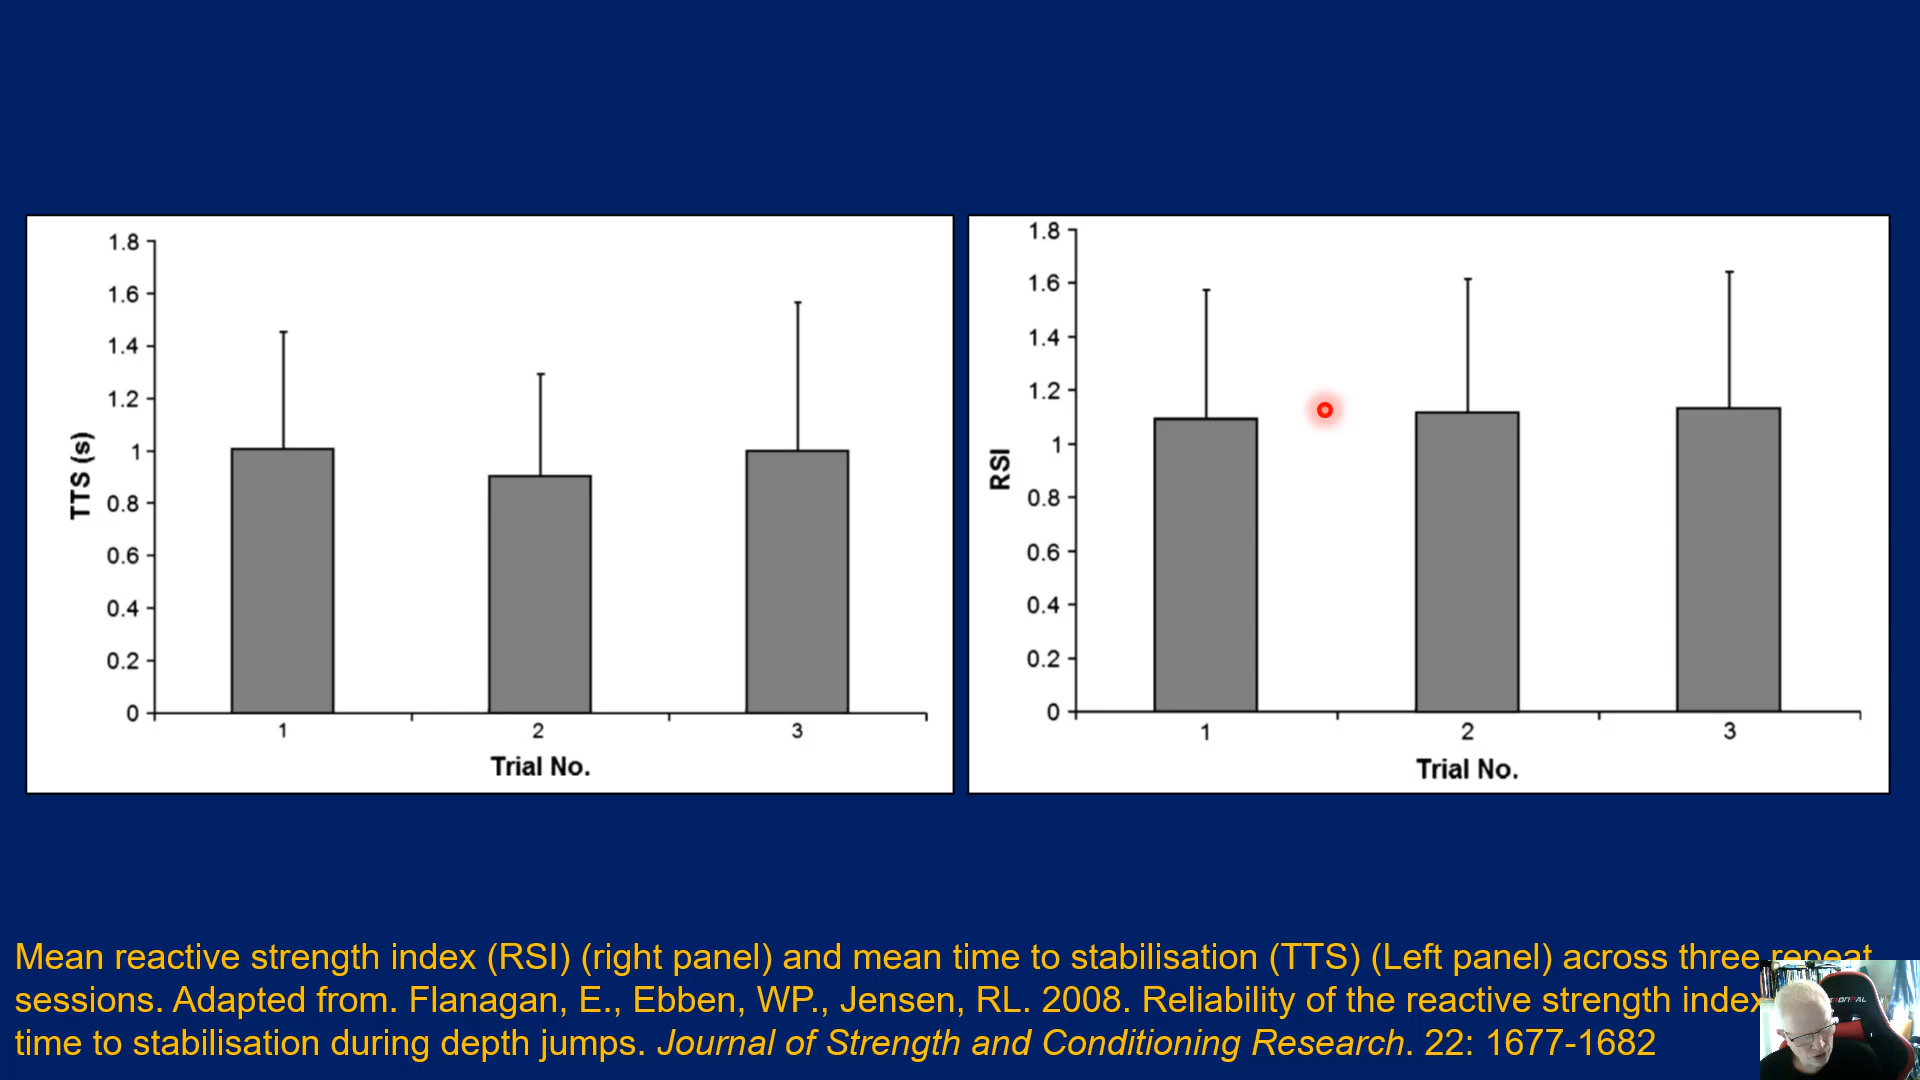 1.8
1.6
1.4
1.2
1
0.8
0.6
0.4
0.2
0
TTS (s)
1 2 3
Trial No.
1.8
1.6
1.4
1.2
1
0.8
0.6
0.4
0.2
0
RSI
1 2 3
Trial No.
Mean reactive strength index (RSI) (right panel) and mean time to stabilisation (TTS) (Left panel) across three repeat
sessions. Adapted from. Flanagan, E., Ebben, WP., Jensen, RL. 2008. Reliability of the reactive strength index
time to stabilisation during depth jumps. Journal of Strength and Conditioning Research. 22: 1677-1682